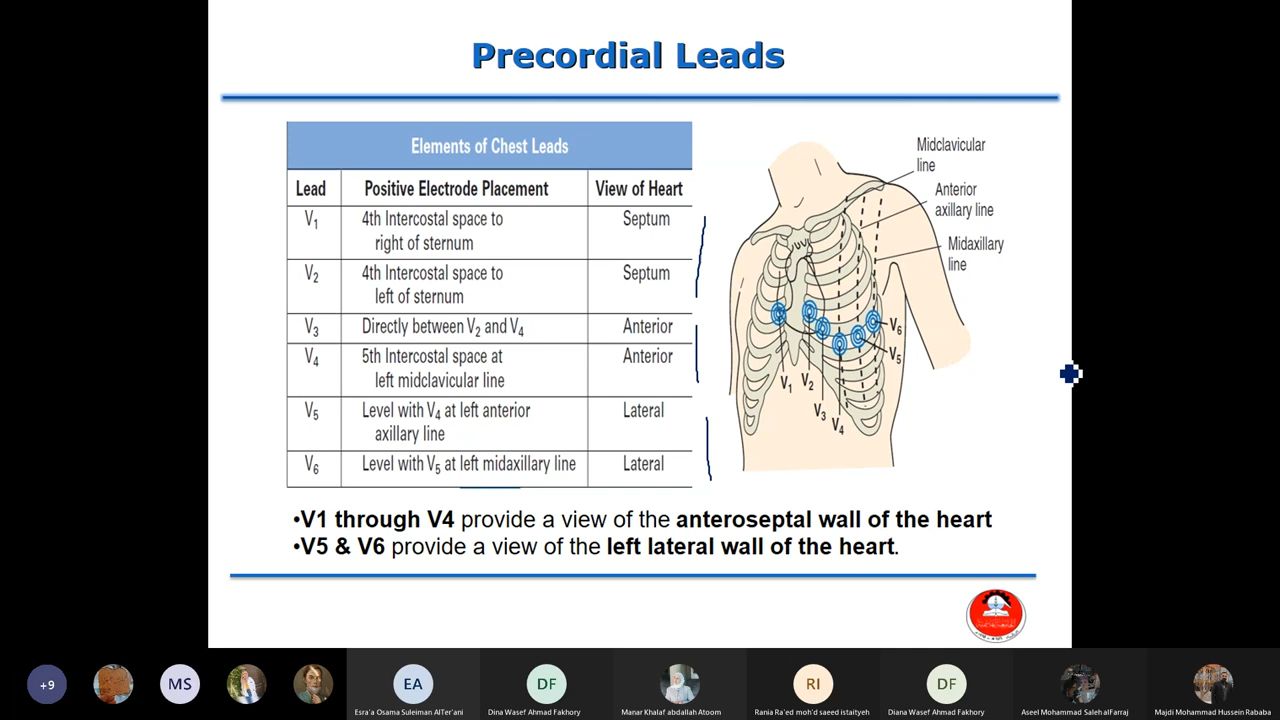 Precordial Leads
Elements of Chest Leads
Lead Positive Electrode Placement View of Heart
V1 4th Intercostal space to Septum
right of sternum
V2 4th Intercostal space to Septum
left of sternum
V3 Directly between V2 and V4 Anterior
V4 5th Intercostal space at Anterior
left midclavicular line
V5 Level with V4 at left anterior Lateral
axillary line
V6 Level with V5 at left midaxillary line Lateral
Midclavicular
line
Anterior
axillary line
Midaxillary
line
V6
V5
V1
V2
V3
V4
•V1 through V4 provide a view of the anteroseptal wall of the heart
•V5 & V6 provide a view of the left lateral wall of the heart.
+9
MS
EA
DF
RI
DF
Esra'a Osama Suleiman AlTer'ani
Dina Wasef Ahmad Fakhory
Manar Khalaf abdallah Atoom
Rania Ra'ed moh'd saeed istaityeh
Diana Wasef Ahmad Fakhory
Aseel Mohammad Saleh alFarraj
Majdi Mohammad Hussein Rababa